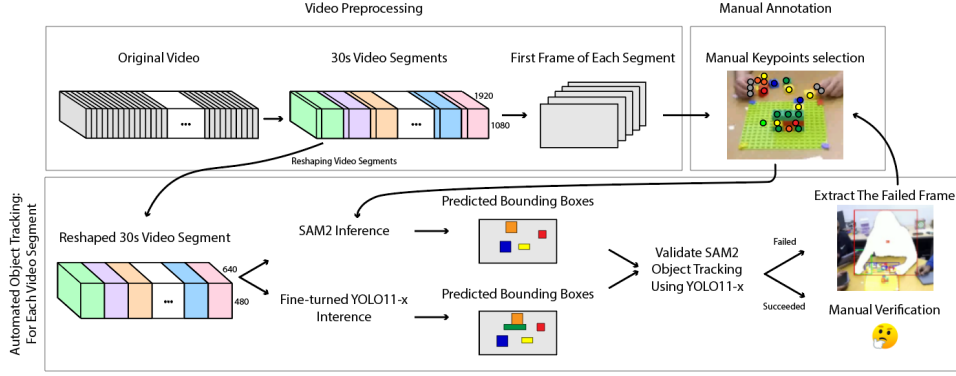 Video Preprocessing
Manual Annotation
Original Video
30s Video Segments
First Frame of Each Segment
Manual Keypoints selection
...
...
1920
1080
Reshaping Video Segments
Automated Object Tracking:
For Each Video Segment
Reshaped 30s Video Segment
640
480
...
SAM2 Inference
Fine-turned YOLO11-x
Inference
Predicted Bounding Boxes
Predicted Bounding Boxes
Validate SAM2
Object Tracking
Using YOLO11-x
Failed
Succeeded
Extract The Failed Frame
Manual Verification